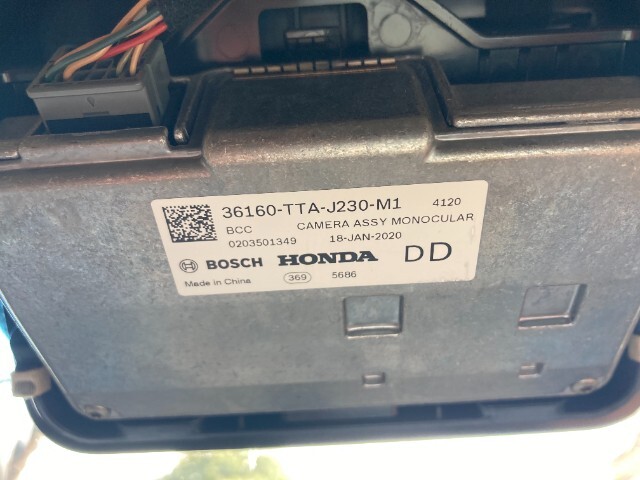 36160-TTA-J230-M1 4120
BCC CAMERA ASSY MONOCULAR
0203501349 18-JAN-2020
BOSCH HONDA DD
Made in China 369 5686